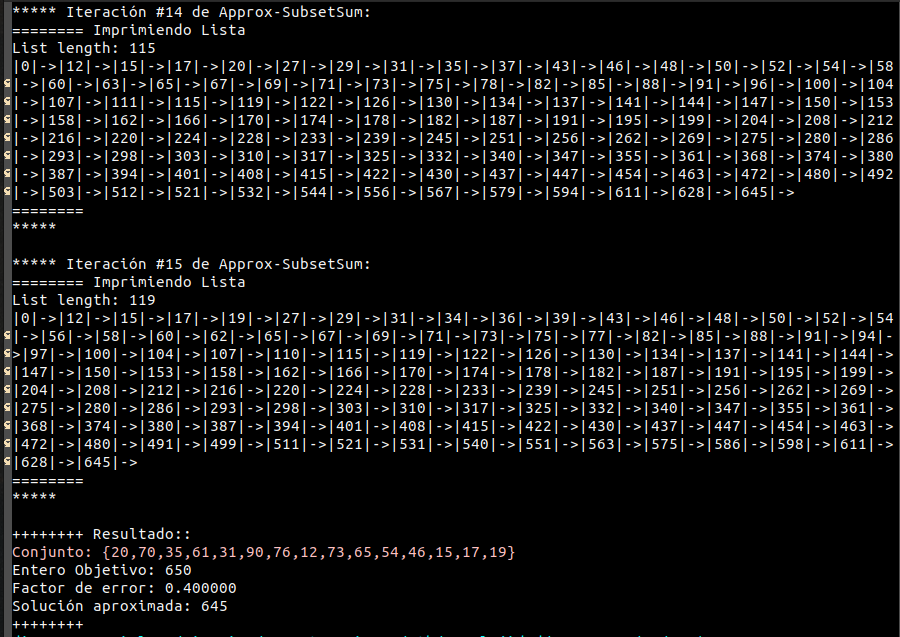 ***** Iteración #14 de Approx-SubsetSum:
======== Imprimiendo Lista
List length: 115
|0|->|12|->|15|->|17|->|20|->|27|->|29|->|31|->|35|->|37|->|43|->|46|->|48|->|50|->|52|->|54|->|58
|->|60|->|63|->|65|->|67|->|69|->|71|->|73|->|75|->|78|->|82|->|85|->|88|->|91|->|96|->|100|->|104
|->|107|->|111|->|115|->|119|->|122|->|126|->|130|->|134|->|137|->|141|->|144|->|147|->|150|->|153
|->|158|->|162|->|166|->|170|->|174|->|178|->|182|->|187|->|191|->|195|->|199|->|204|->|208|->|212
|->|216|->|220|->|224|->|228|->|233|->|239|->|245|->|251|->|256|->|262|->|269|->|275|->|280|->|286
|->|293|->|298|->|303|->|310|->|317|->|325|->|332|->|340|->|347|->|355|->|361|->|368|->|374|->|380
|->|387|->|394|->|401|->|408|->|415|->|422|->|430|->|437|->|447|->|454|->|463|->|472|->|480|->|492
|->|503|->|512|->|521|->|532|->|544|->|556|->|567|->|579|->|594|->|611|->|628|->|645|->
========
*****
***** Iteración #15 de Approx-SubsetSum:
======== Imprimiendo Lista
List length: 119
|0|->|12|->|15|->|17|->|19|->|27|->|29|->|31|->|34|->|36|->|39|->|43|->|46|->|48|->|50|->|52|->|54
|->|56|->|58|->|60|->|62|->|65|->|67|->|69|->|71|->|73|->|75|->|77|->|82|->|85|->|88|->|91|->|94|-
>|97|->|100|->|104|->|107|->|110|->|115|->|119|->|122|->|126|->|130|->|134|->|137|->|141|->|144|->
|147|->|150|->|153|->|158|->|162|->|166|->|170|->|174|->|178|->|182|->|187|->|191|->|195|->|199|->
|204|->|208|->|212|->|216|->|220|->|224|->|228|->|233|->|239|->|245|->|251|->|256|->|262|->|269|->
|275|->|280|->|286|->|293|->|298|->|303|->|310|->|317|->|325|->|332|->|340|->|347|->|355|->|361|->
|368|->|374|->|380|->|387|->|394|->|401|->|408|->|415|->|422|->|430|->|437|->|447|->|454|->|463|->
|472|->|480|->|491|->|499|->|511|->|521|->|531|->|540|->|551|->|563|->|575|->|586|->|598|->|611|->
|628|->|645|->
========
*****
++++++++ Resultado::
Conjunto: {20,70,35,61,31,90,76,12,73,65,54,46,15,17,19}
Entero Objetivo: 650
Factor de error: 0.400000
Solución aproximada: 645
++++++++